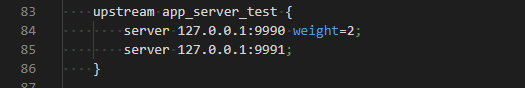 83 upstream app_server_test {
84 server 127.0.0.1:9990 weight=2;
85 server 127.0.0.1:9991;
86 }
87